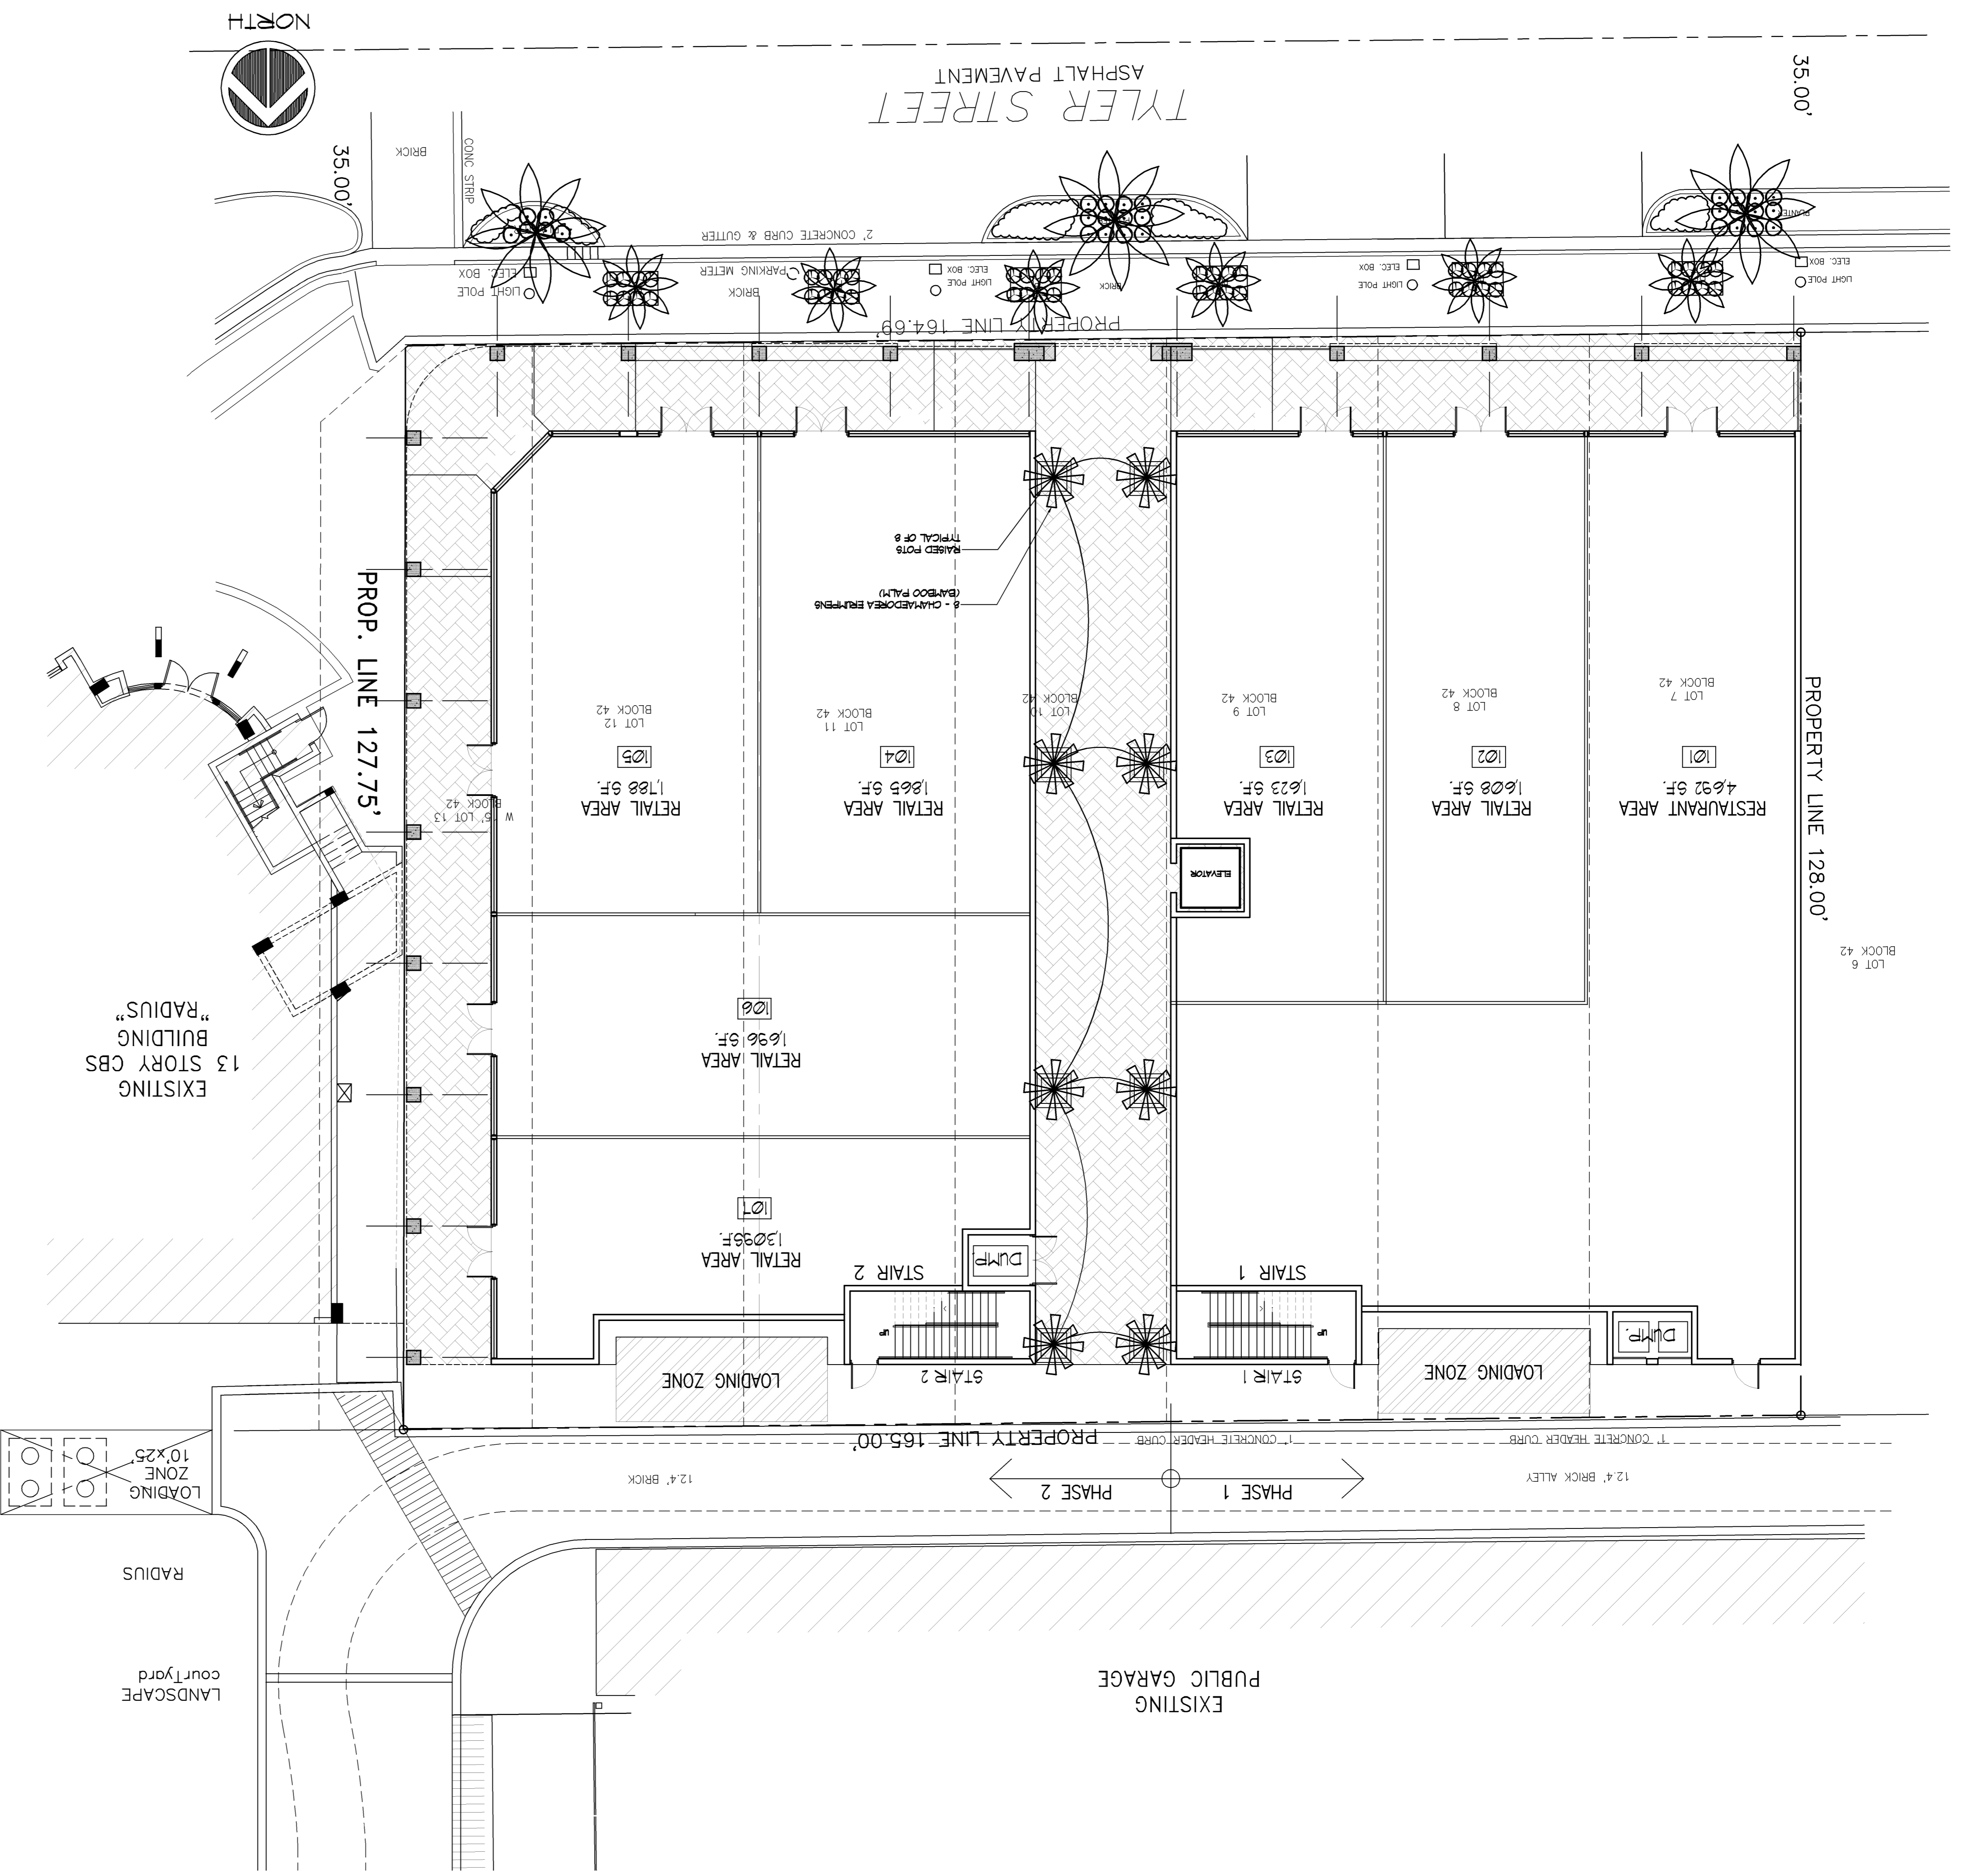 NORTH
TYLER STREET
ASPHALT PAVEMENT
35.00'
35.00'
BRICK
CONC STRIP
2' CONCRETE CURB & GUTTER
PLANTER
ELEC. BOX
LIGHT POLE
PARKING METER
BRICK
ELEC. BOX
LIGHT POLE
BRICK
ELEC. BOX
LIGHT POLE
ELEC. BOX
LIGHT POLE
PROPERTY LINE 164.69'
RAISED POTS
TYPICAL OF 8
8 - CHAMAEDOREA ERUMPENS
(BAMBOO PALM)
PROP. LINE 127.75'
PROPERTY LINE 128.00'
LOT 12
BLOCK 42
LOT 11
BLOCK 42
LOT 10
BLOCK 42
LOT 9
BLOCK 42
LOT 8
BLOCK 42
LOT 7
BLOCK 42
W 15' LOT 13
BLOCK 42
LOT 6
BLOCK 42
RETAIL AREA
1,788 S.F.
105
RETAIL AREA
1,865 S.F.
104
RETAIL AREA
1,623 S.F.
103
RETAIL AREA
1,608 S.F.
102
RESTAURANT AREA
4,692 S.F.
101
ELEVATOR
RETAIL AREA
1,696 S.F.
106
EXISTING
13 STORY CBS
BUILDING
"RADIUS"
RETAIL AREA
1,309S.F.
107
DUMP.
STAIR 2
STAIR 1
UP
UP
DUMP.
LOADING ZONE
STAIR 2
STAIR 1
LOADING ZONE
PROPERTY LINE 165.00'
1' CONCRETE HEADER CURB
1' CONCRETE HEADER CURB
12.4' BRICK
PHASE 2
PHASE 1
12.4' BRICK ALLEY
LOADING
ZONE
10'x25'
RADIUS
LANDSCAPE
courTyard
EXISTING
PUBLIC GARAGE